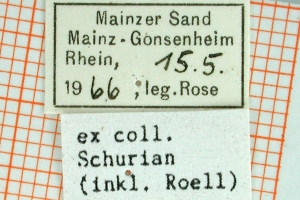 Mainzer Sand
Mainz-Gonsenheim
Rhein, 15.5.
1966 ; leg. Rose
ex coll.
Schurian
(inkl. Roell)